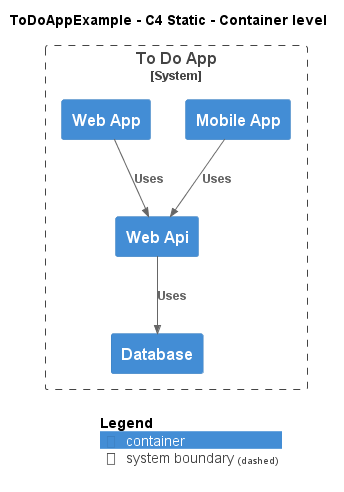 ToDoAppExample - C4 Static - Container level
To Do App
[System]
Web App
Mobile App
Uses
Uses
Web Api
Uses
Database
Legend
container
system boundary (dashed)